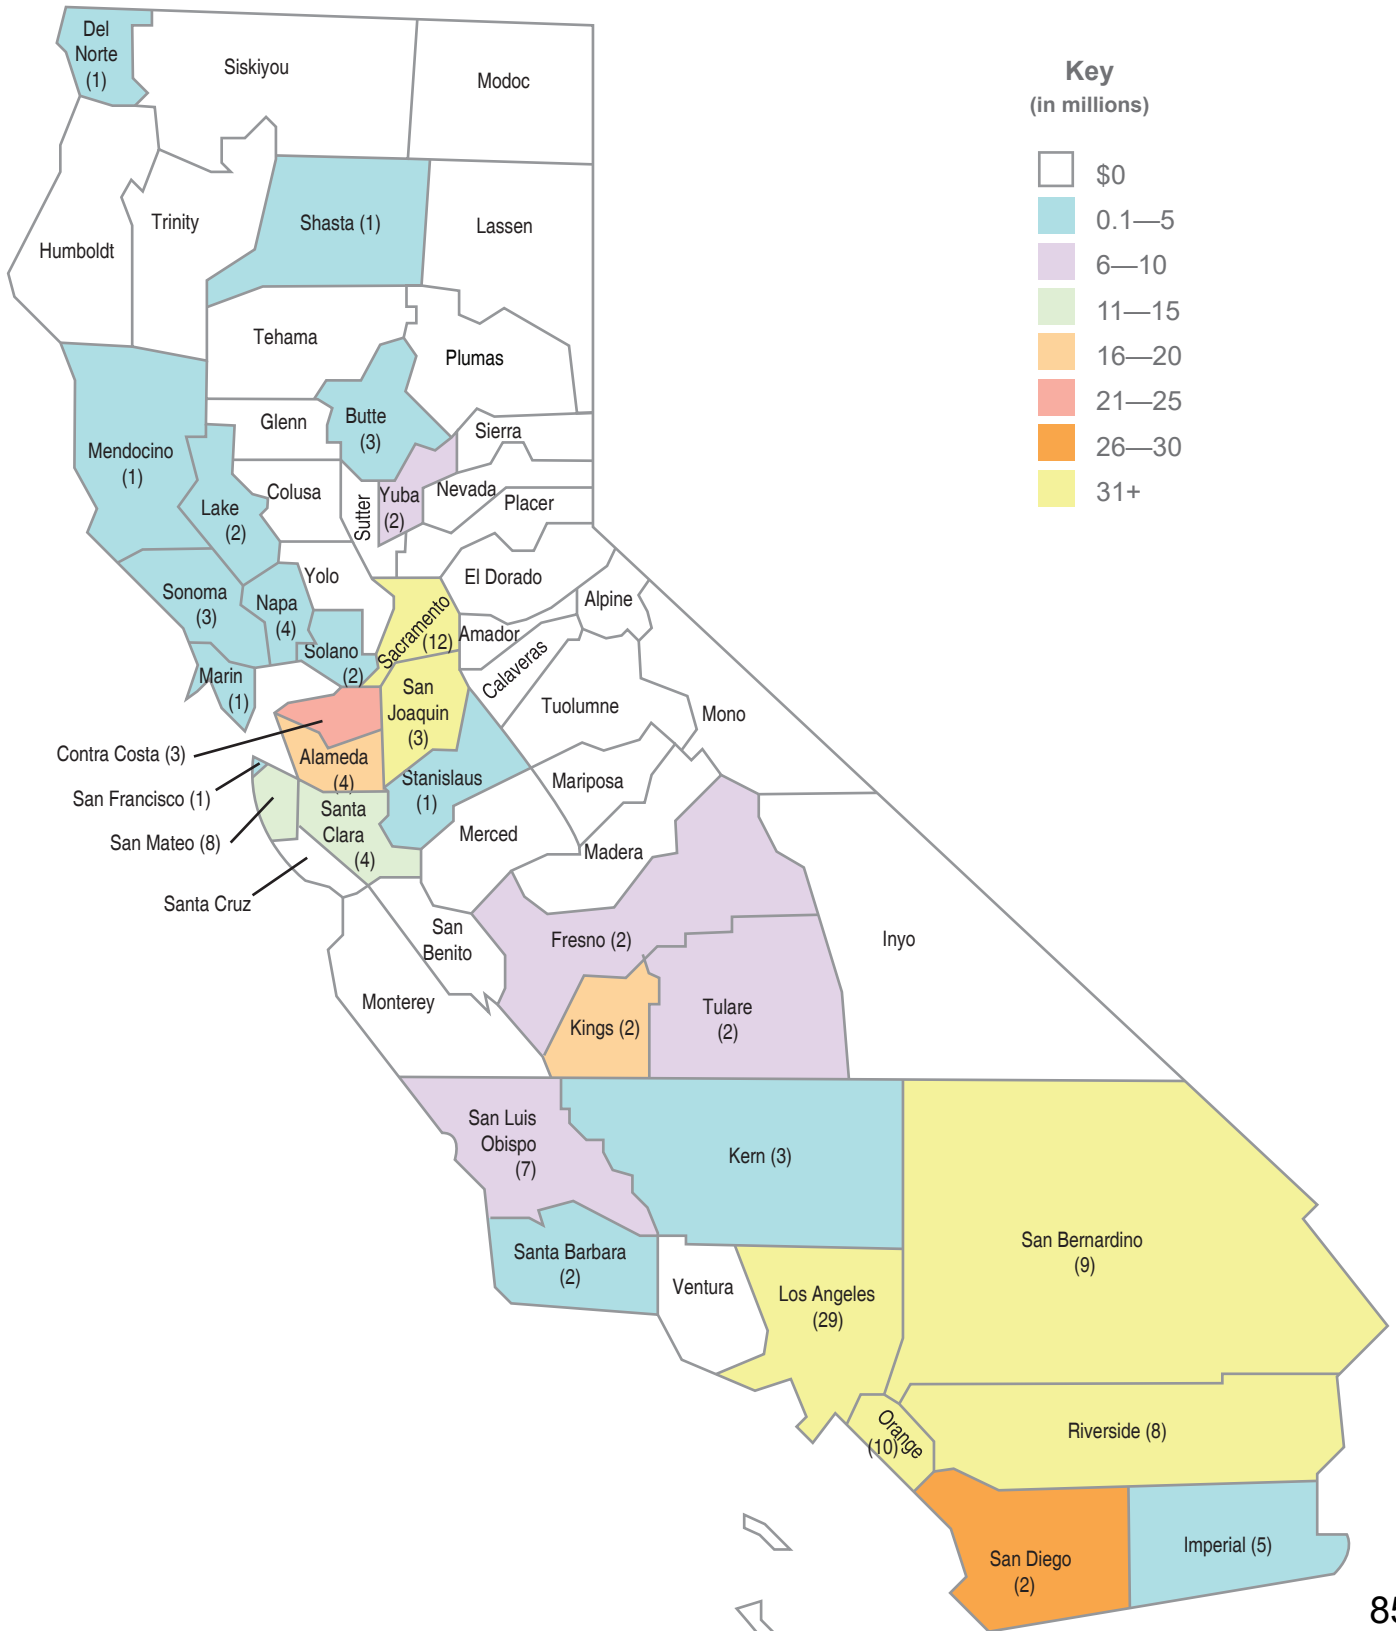 Del
Norte
(1)
Siskiyou
Modoc
Key
(in millions)
$0
0.1—5
6—10
11—15
16—20
21—25
26—30
31+
Humboldt
Trinity
Shasta (1)
Lassen
Tehama
Plumas
Mendocino
(1)
Glenn
Butte
(3)
Sierra
Lake
(2)
Colusa
Sutter
Yuba
(2)
Nevada
Placer
Sonoma
(3)
Napa
(4)
Yolo
El Dorado
Alpine
Marin
(1)
Solano
(2)
Sacramento
(12)
Amador
Calaveras
San
Joaquin
(3)
Tuolumne
Mono
Contra Costa (3)
Alameda
(4)
Stanislaus
(1)
Mariposa
San Francisco (1)
San Mateo (8)
Santa
Clara
(4)
Merced
Madera
Santa Cruz
San
Benito
Fresno (2)
Inyo
Monterey
Kings (2)
Tulare
(2)
San Luis
Obispo
(7)
Kern (3)
Santa Barbara
(2)
Ventura
Los Angeles
(29)
San Bernardino
(9)
Orange
(10)
Riverside (8)
San Diego
(2)
Imperial (5)
85